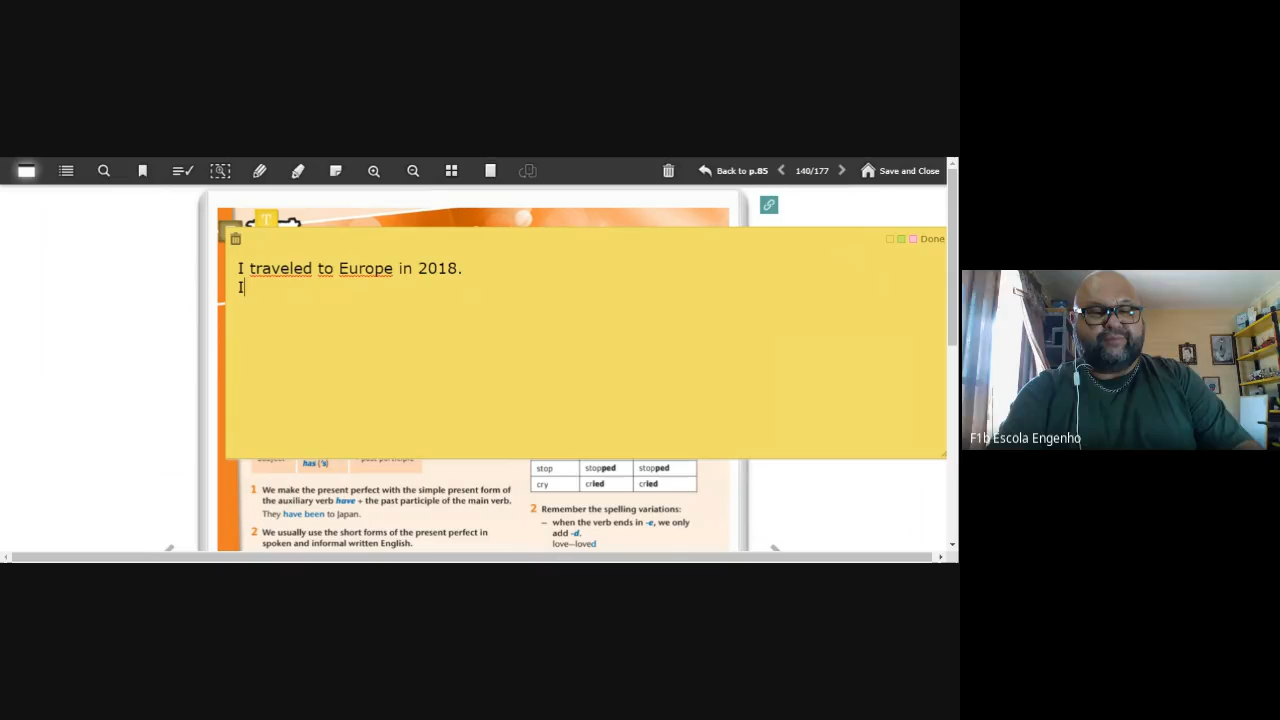 Back to p.85
140/177
Save and Close
T
Done
I traveled to Europe in 2018.
I
has ('s)
stop stopped stopped
cry cried cried
1 We make the present perfect with the simple present form of
the auxiliary verb have + the past participle of the main verb.
They have been to Japan.
2 We usually use the short forms of the present perfect in
spoken and informal written English.
2 Remember the spelling variations:
– when the verb ends in -e, we only
add -d.
love—loved
F1b Escola Engenho